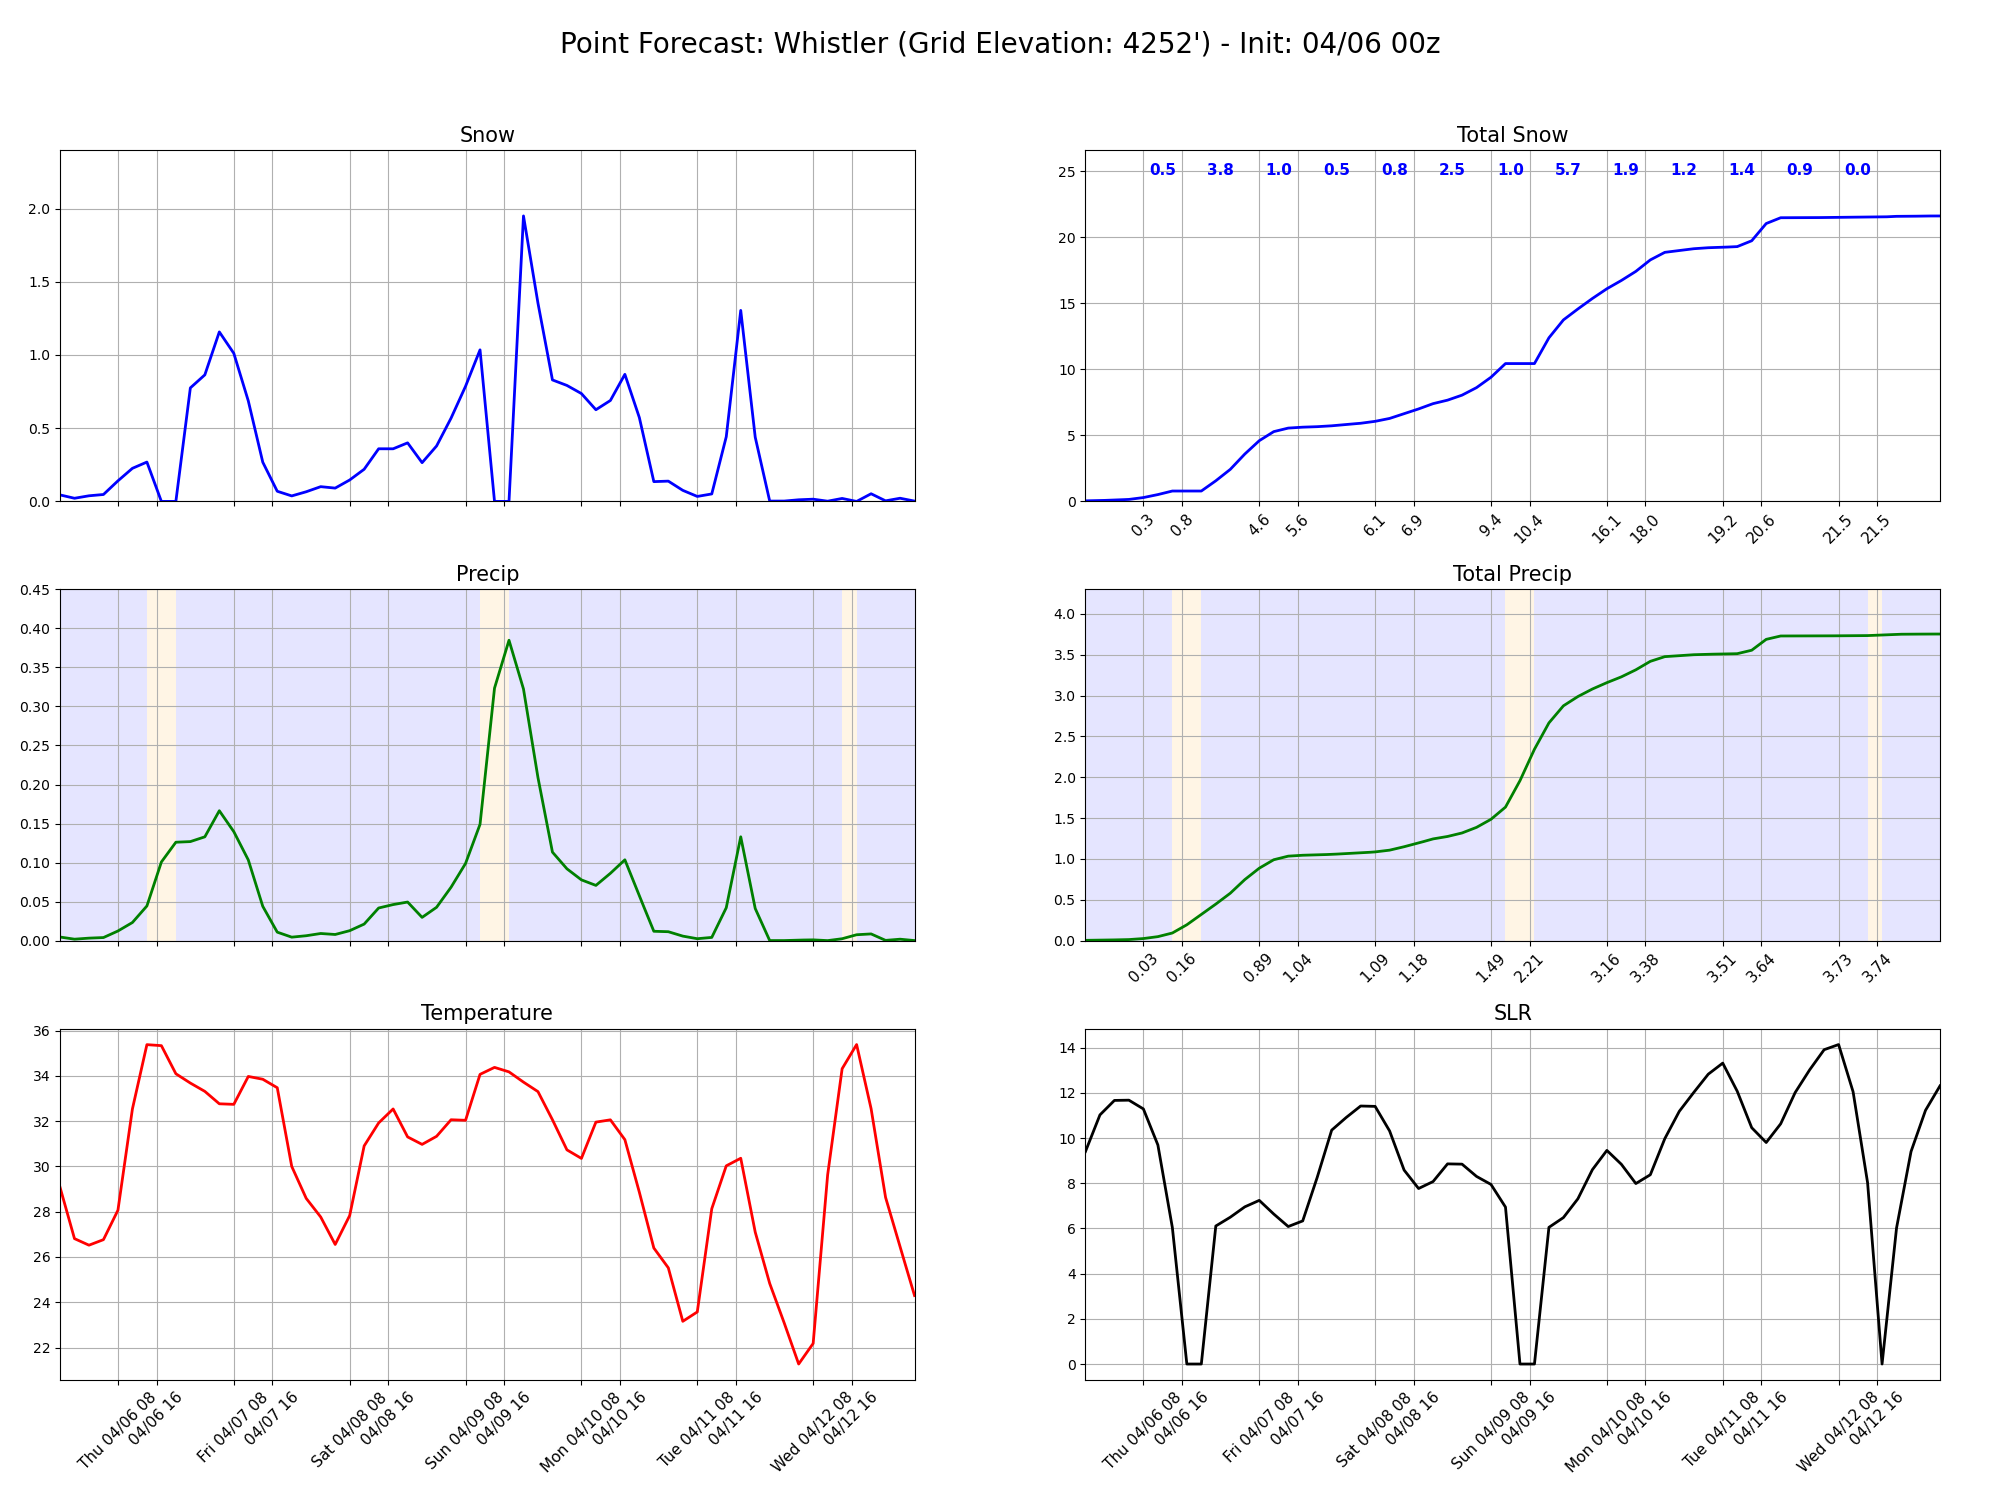 Point Forecast: Whistler (Grid Elevation: 4252') - Init: 04/06 00z
Snow
2.0
1.5
1.0
0.5
0.0
Total Snow
0.5 3.8 1.0 0.5 0.8 2.5 1.0 5.7 1.9 1.2 1.4 0.9 0.0
25
20
15
10
5
0
0.3 0.8 4.6 5.6 6.1 6.9 9.4 10.4 16.1 18.0 19.2 20.6 21.5 21.5
Precip
0.45
0.40
0.35
0.30
0.25
0.20
0.15
0.10
0.05
0.00
Total Precip
4.0
3.5
3.0
2.5
2.0
1.5
1.0
0.5
0.0
0.03 0.16 0.89 1.04 1.09 1.18 1.49 2.21 3.16 3.38 3.51 3.64 3.73 3.74
Temperature
36
34
32
30
28
26
24
22
Thu 04/06 08
04/06 16
Fri 04/07 08
04/07 16
Sat 04/08 08
04/08 16
Sun 04/09 08
04/09 16
Mon 04/10 08
04/10 16
Tue 04/11 08
04/11 16
Wed 04/12 08
04/12 16
SLR
14
12
10
8
6
4
2
0
Thu 04/06 08
04/06 16
Fri 04/07 08
04/07 16
Sat 04/08 08
04/08 16
Sun 04/09 08
04/09 16
Mon 04/10 08
04/10 16
Tue 04/11 08
04/11 16
Wed 04/12 08
04/12 16